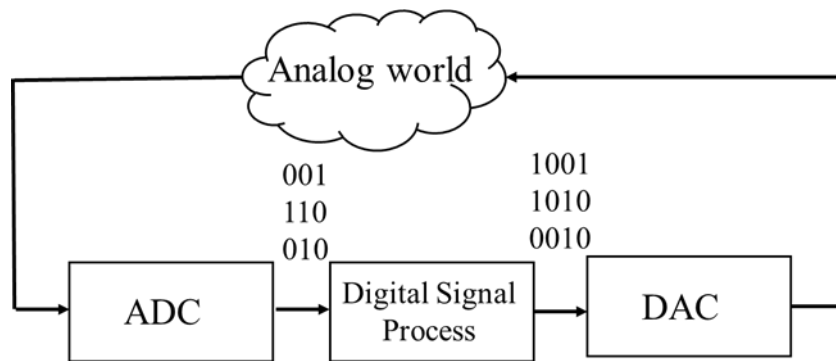 Analog world
001
110
010
1001
1010
0010
ADC
Digital Signal
Process
DAC